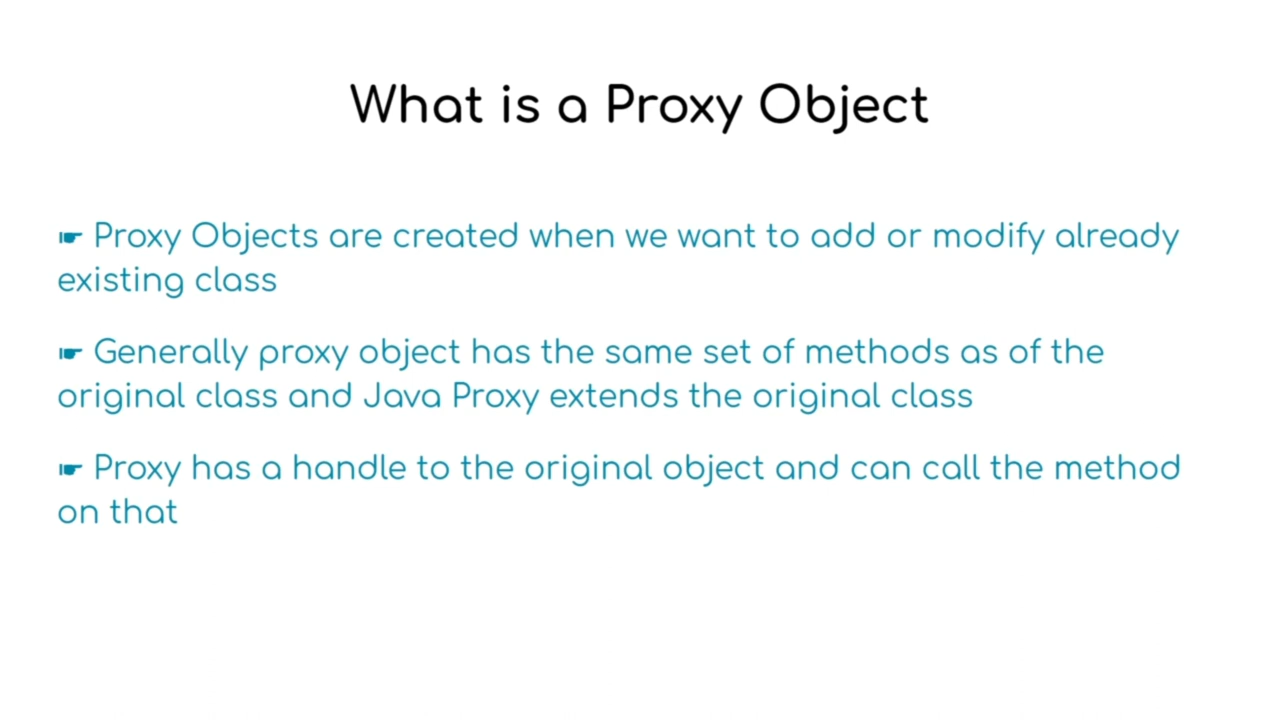 What is a Proxy Object
☛ Proxy Objects are created when we want to add or modify already
existing class
☛ Generally proxy object has the same set of methods as of the
original class and Java Proxy extends the original class
☛ Proxy has a handle to the original object and can call the method
on that